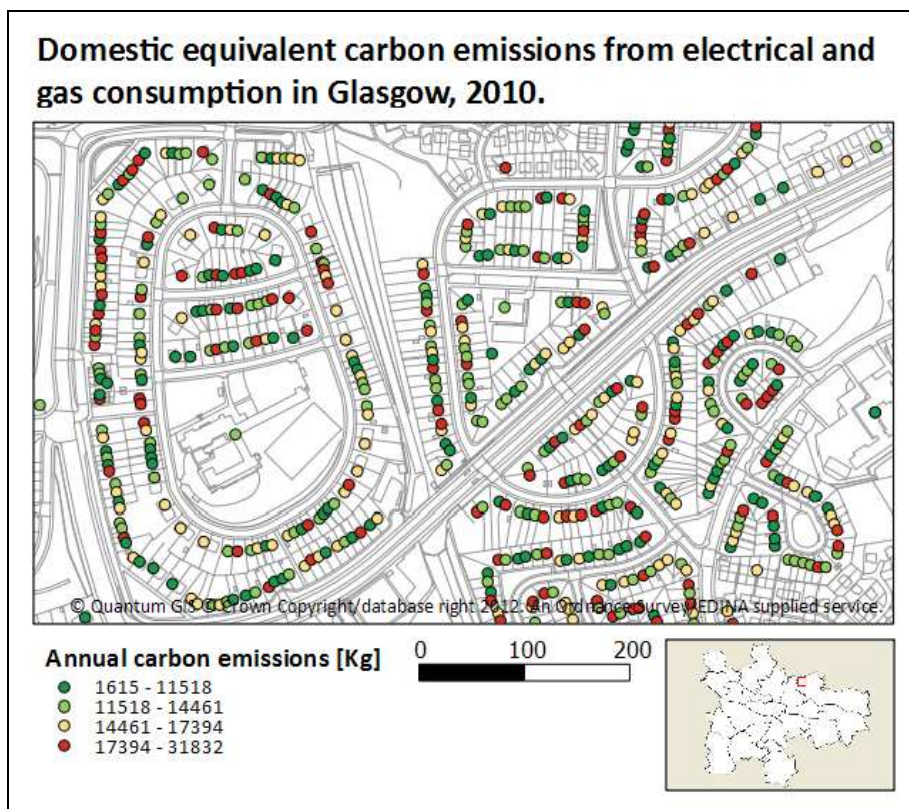 Domestic equivalent carbon emissions from electrical and
gas consumption in Glasgow, 2010.
© Quantum GIS © Crown Copyright/database right 2012. An Ordnance Survey/EDINA supplied service.
Annual carbon emissions [Kg]
1615 - 11518
11518 - 14461
14461 - 17394
17394 - 31832
0 100 200